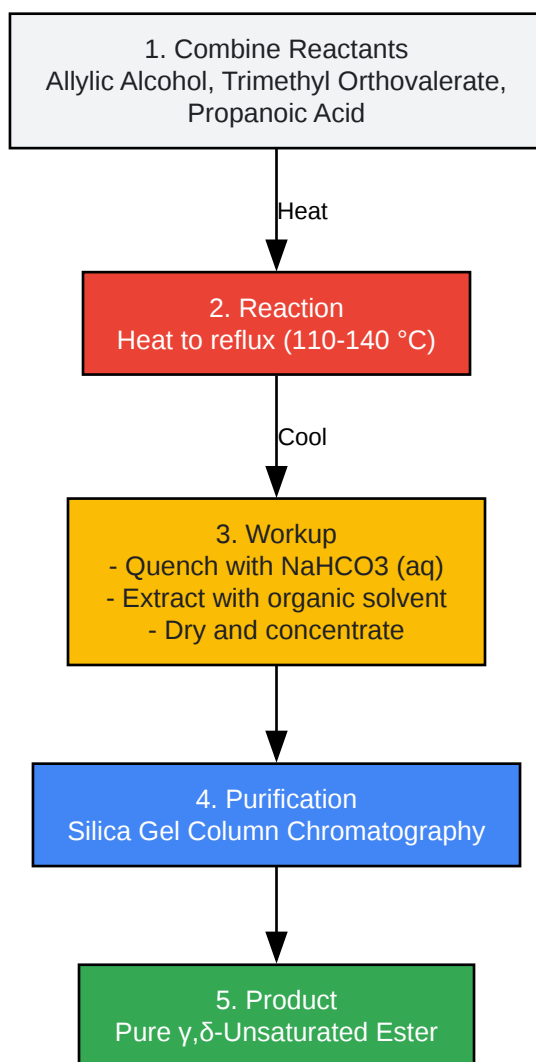 1. Combine Reactants
Allylic Alcohol, Trimethyl Orthovalerate,
Propanoic Acid
Heat
2. Reaction
Heat to reflux (110-140 °C)
Cool
3. Workup
- Quench with NaHCO3 (aq)
- Extract with organic solvent
- Dry and concentrate
4. Purification
Silica Gel Column Chromatography
5. Product
Pure γ,δ-Unsaturated Ester